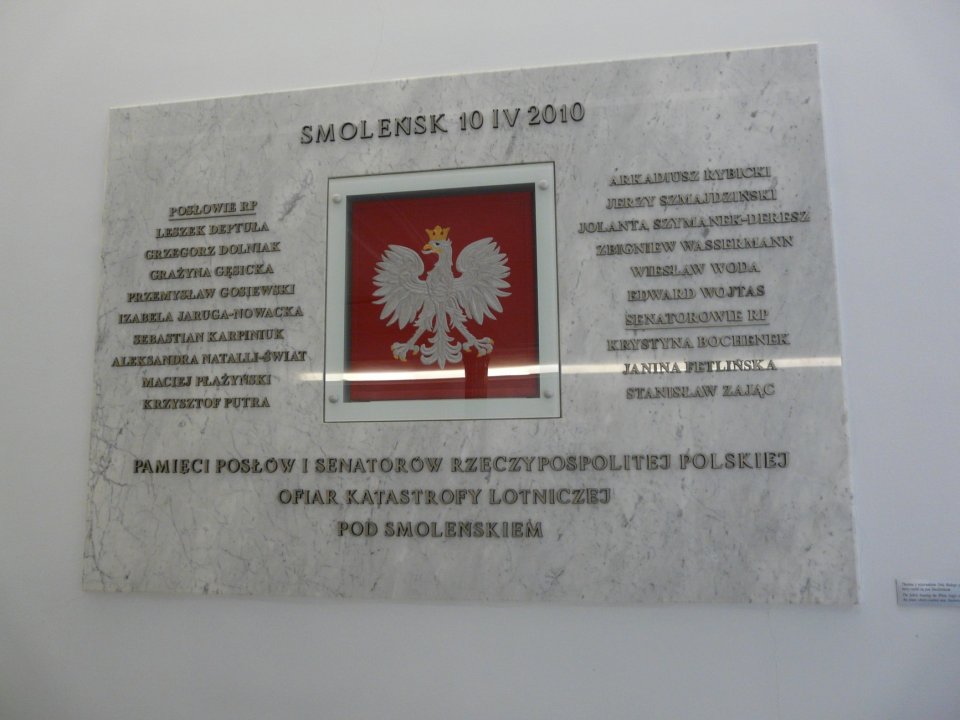 SMOLEŃSK 10 IV 2010
POSŁOWIE RP
LESZEK DEPTUŁA
GRZEGORZ DOLNIAK
GRAŻYNA GĘSICKA
PRZEMYSŁAW GOSIEWSKI
IZABELA JARUGA-NOWACKA
SEBASTIAN KARPINIUK
ALEKSANDRA NATALLI-ŚWIAT
MACIEJ PŁAŻYŃSKI
KRZYSZTOF PUTRA
ARKADIUSZ RYBICKI
JERZY SZMAJDZIŃSKI
JOLANTA SZYMANEK-DERESZ
ZBIGNIEW WASSERMANN
WIESŁAW WODA
EDWARD WOJTAS
SENATOROWIE RP
KRYSTYNA BOCHENEK
JANINA FETLIŃSKA
STANISŁAW ZAJĄC
PAMIĘCI POSŁÓW I SENATORÓW RZECZYPOSPOLITEJ POLSKIEJ
OFIAR KATASTROFY LOTNICZEJ
POD SMOLEŃSKIEM